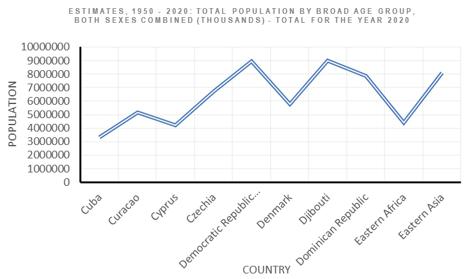 ESTIMATES, 1950 - 2020: TOTAL POPULATION BY BROAD AGE GROUP,
BOTH SEXES COMBINED (THOUSANDS) - TOTAL FOR THE YEAR 2020
POPULATION
10000000
9000000
8000000
7000000
6000000
5000000
4000000
3000000
2000000
1000000
0
Cuba
Curacao
Cyprus
Czechia
Democratic Republic...
Denmark
Djibouti
Dominican Republic
Eastern Africa
Eastern Asia
COUNTRY